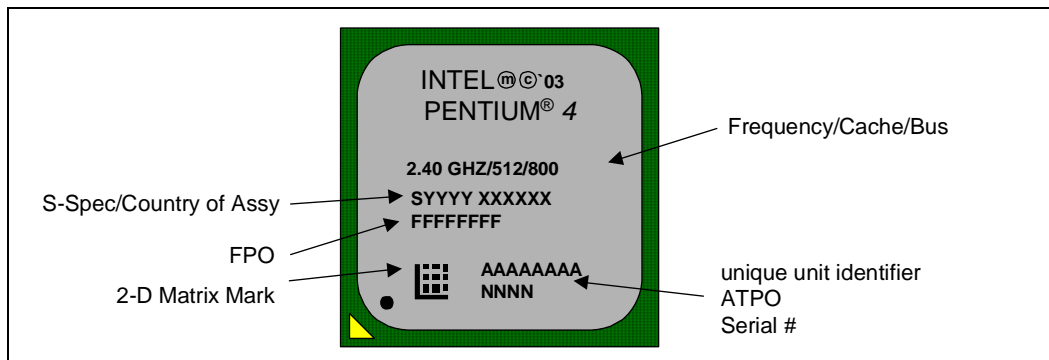 INTELⓜ©`03
PENTIUM® 4
Frequency/Cache/Bus
2.40 GHZ/512/800
S-Spec/Country of Assy
SYYYY XXXXXX
FFFFFFFF
FPO
2-D Matrix Mark
AAAAAAAA
NNNN
unique unit identifier
ATPO
Serial #